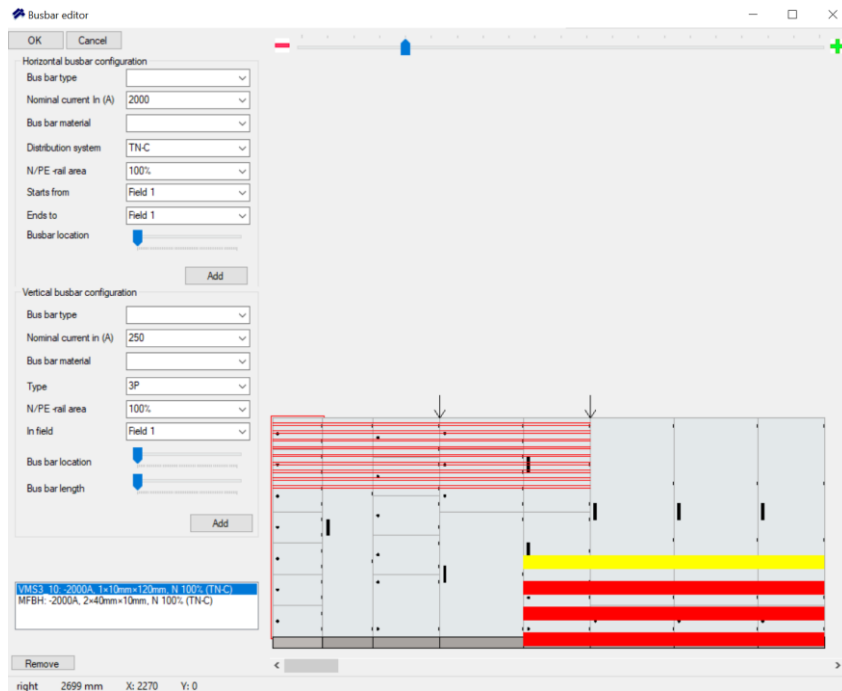 Busbar editor
OK Cancel
Horizontal busbar configuration
Bus bar type
Nominal current In (A) 2000
Bus bar material
Distribution system TN-C
N/PE -rail area 100%
Starts from Field 1
Ends to Field 1
Busbar location
Add
Vertical busbar configuration
Bus bar type
Nominal current in (A) 250
Bus bar material
Type 3P
N/PE -rail area 100%
In field Field 1
Bus bar location
Bus bar length
Add
VMS3_10: -2000A, 1×10mm×120mm, N 100% (TN-C)
MFBH: -2000A, 2×40mm×10mm, N 100% (TN-C)
Remove
right 2699 mm X: 2270 Y: 0